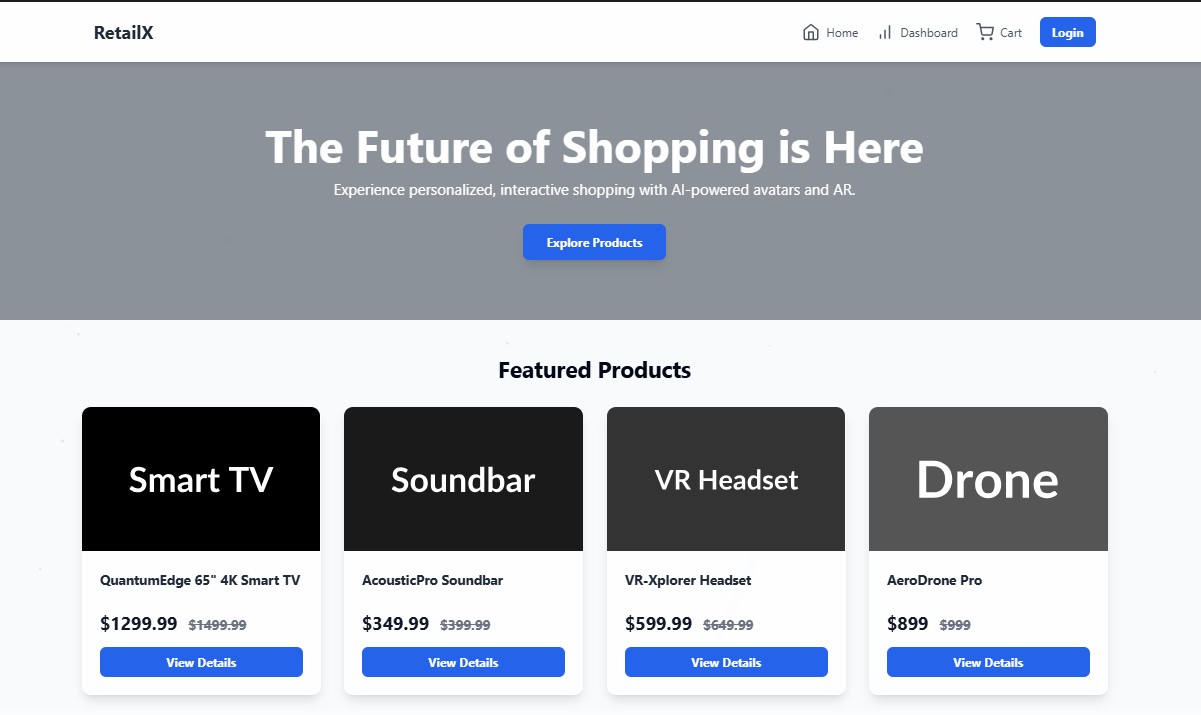 RetailX
Home Dashboard Cart Login
The Future of Shopping is Here
Experience personalized, interactive shopping with AI-powered avatars and AR.
Explore Products
Featured Products
Smart TV
Soundbar
VR Headset
Drone
QuantumEdge 65" 4K Smart TV
AcousticPro Soundbar
VR-Xplorer Headset
AeroDrone Pro
$1299.99 $1499.99
$349.99 $399.99
$599.99 $649.99
$899 $999
View Details
View Details
View Details
View Details